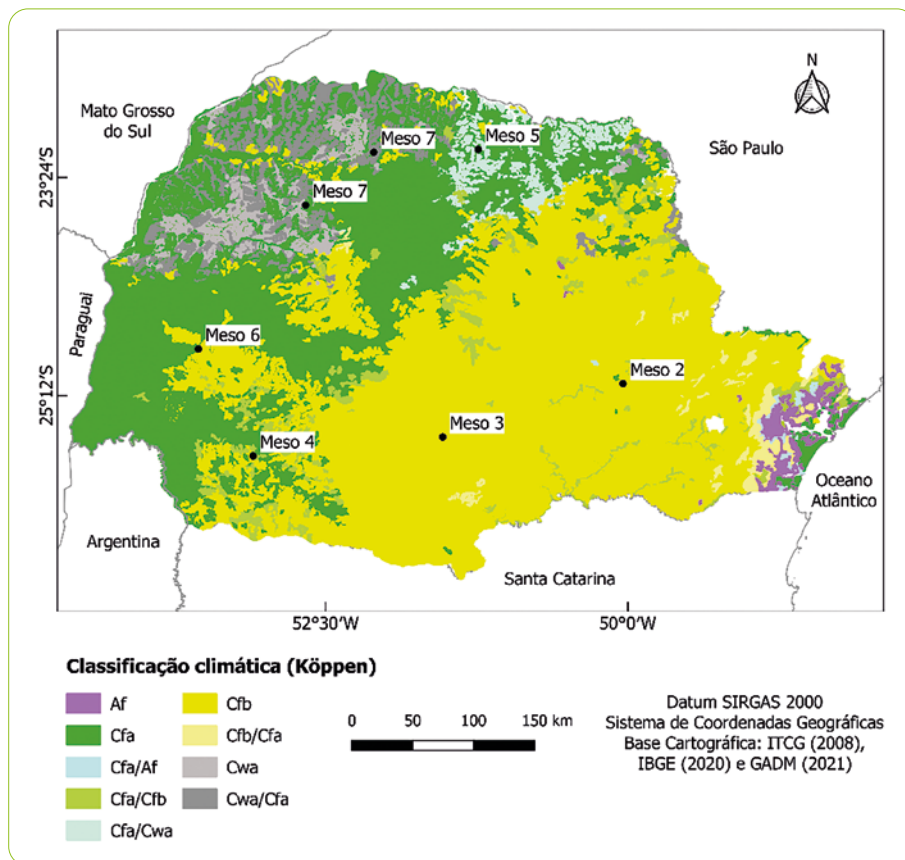 N
Mato Grosso
do Sul
São Paulo
Meso 7
Meso 5
23°24'S
Meso 7
Paraguai
Meso 6
Meso 2
25°12'S
Meso 3
Meso 4
Oceano
Atlântico
Argentina
Santa Catarina
52°30'W
50°0'W
Classificação climática (Köppen)
Af
Cfa
Cfa/Af
Cfa/Cfb
Cfa/Cwa
Cfb
Cfb/Cfa
Cwa
Cwa/Cfa
0 50 100 150 km
Datum SIRGAS 2000
Sistema de Coordenadas Geográficas
Base Cartográfica: ITCG (2008),
IBGE (2020) e GADM (2021)